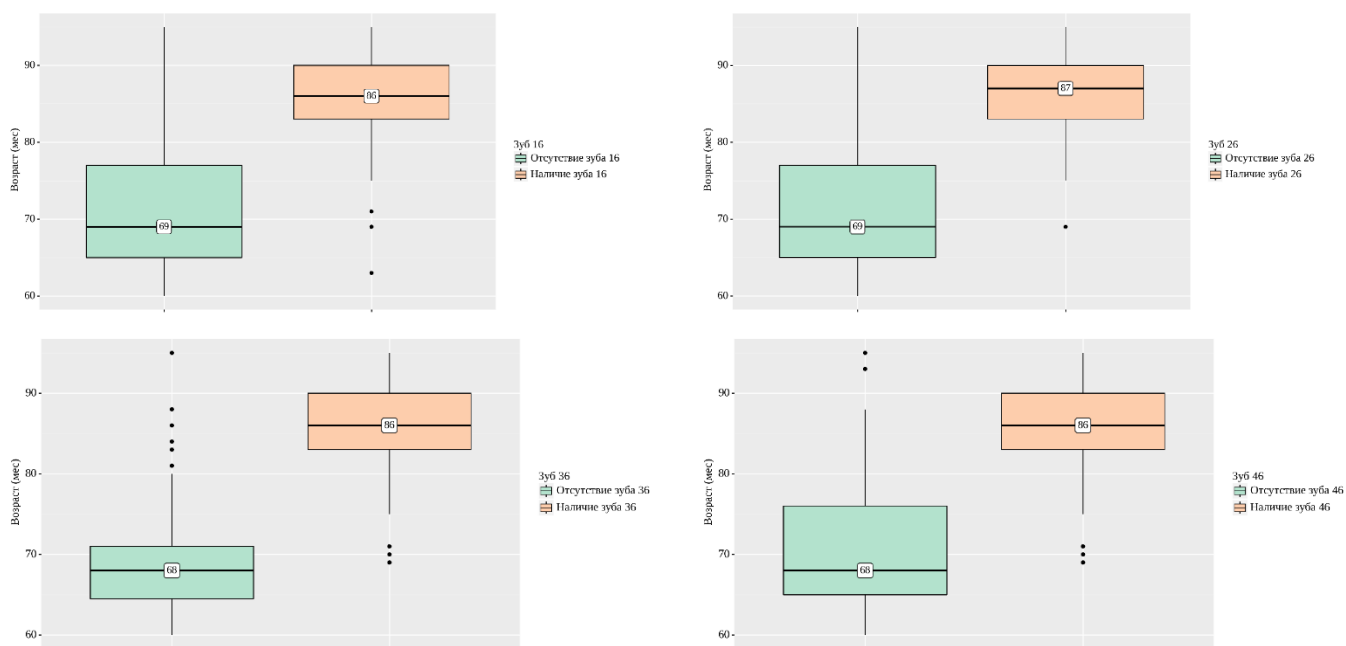 Возраст (мес)
90
80
70
60
86
69
Зуб 16
Отсутствие зуба 16
Наличие зуба 16
Возраст (мес)
90
80
70
60
87
69
Зуб 26
Отсутствие зуба 26
Наличие зуба 26
Возраст (мес)
90
80
70
60
86
68
Зуб 36
Отсутствие зуба 36
Наличие зуба 36
Возраст (мес)
90
80
70
60
86
68
Зуб 46
Отсутствие зуба 46
Наличие зуба 46